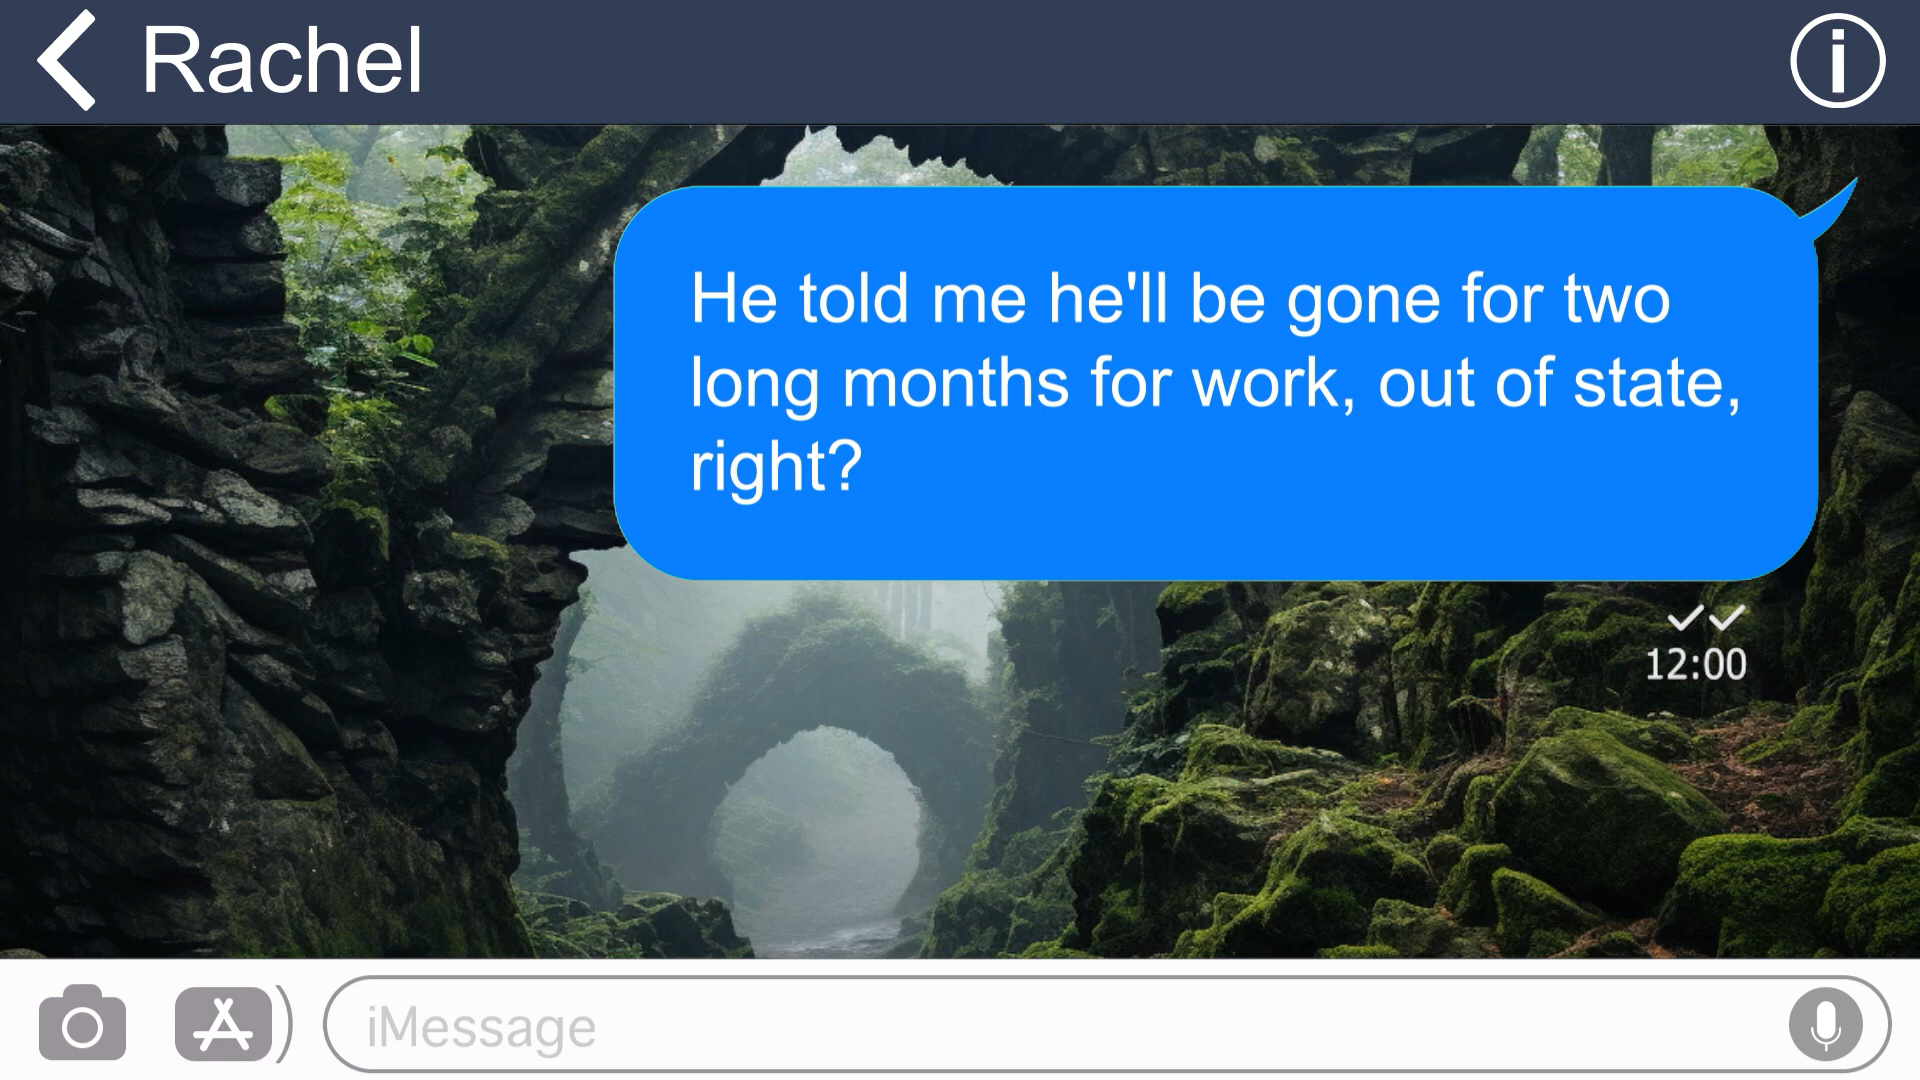 Rachel
He told me he'll be gone for two
long months for work, out of state,
right?
12:00
iMessage